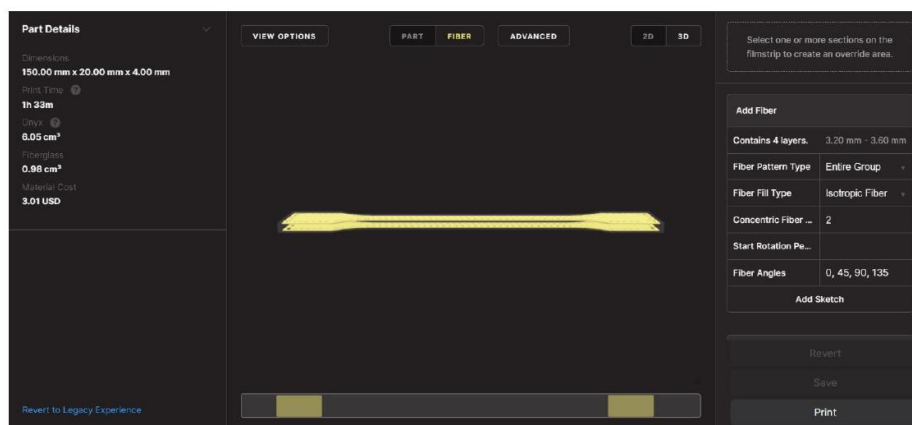 Part Details
Dimensions
150.00 mm x 20.00 mm x 4.00 mm
Print Time ?
1h 33m
Onyx ?
6.05 cm³
Fiberglass
0.98 cm³
Material Cost
3.01 USD
Revert to Legacy Experience
VIEW OPTIONS
PART FIBER
ADVANCED
2D 3D
Select one or more sections on the
filmstrip to create an override area.
Add Fiber
Contains 4 layers. 3.20 mm - 3.60 mm
Fiber Pattern Type Entire Group
Fiber Fill Type Isotropic Fiber
Concentric Fiber ... 2
Start Rotation Pe...
Fiber Angles 0, 45, 90, 135
Add Sketch
Revert
Save
Print